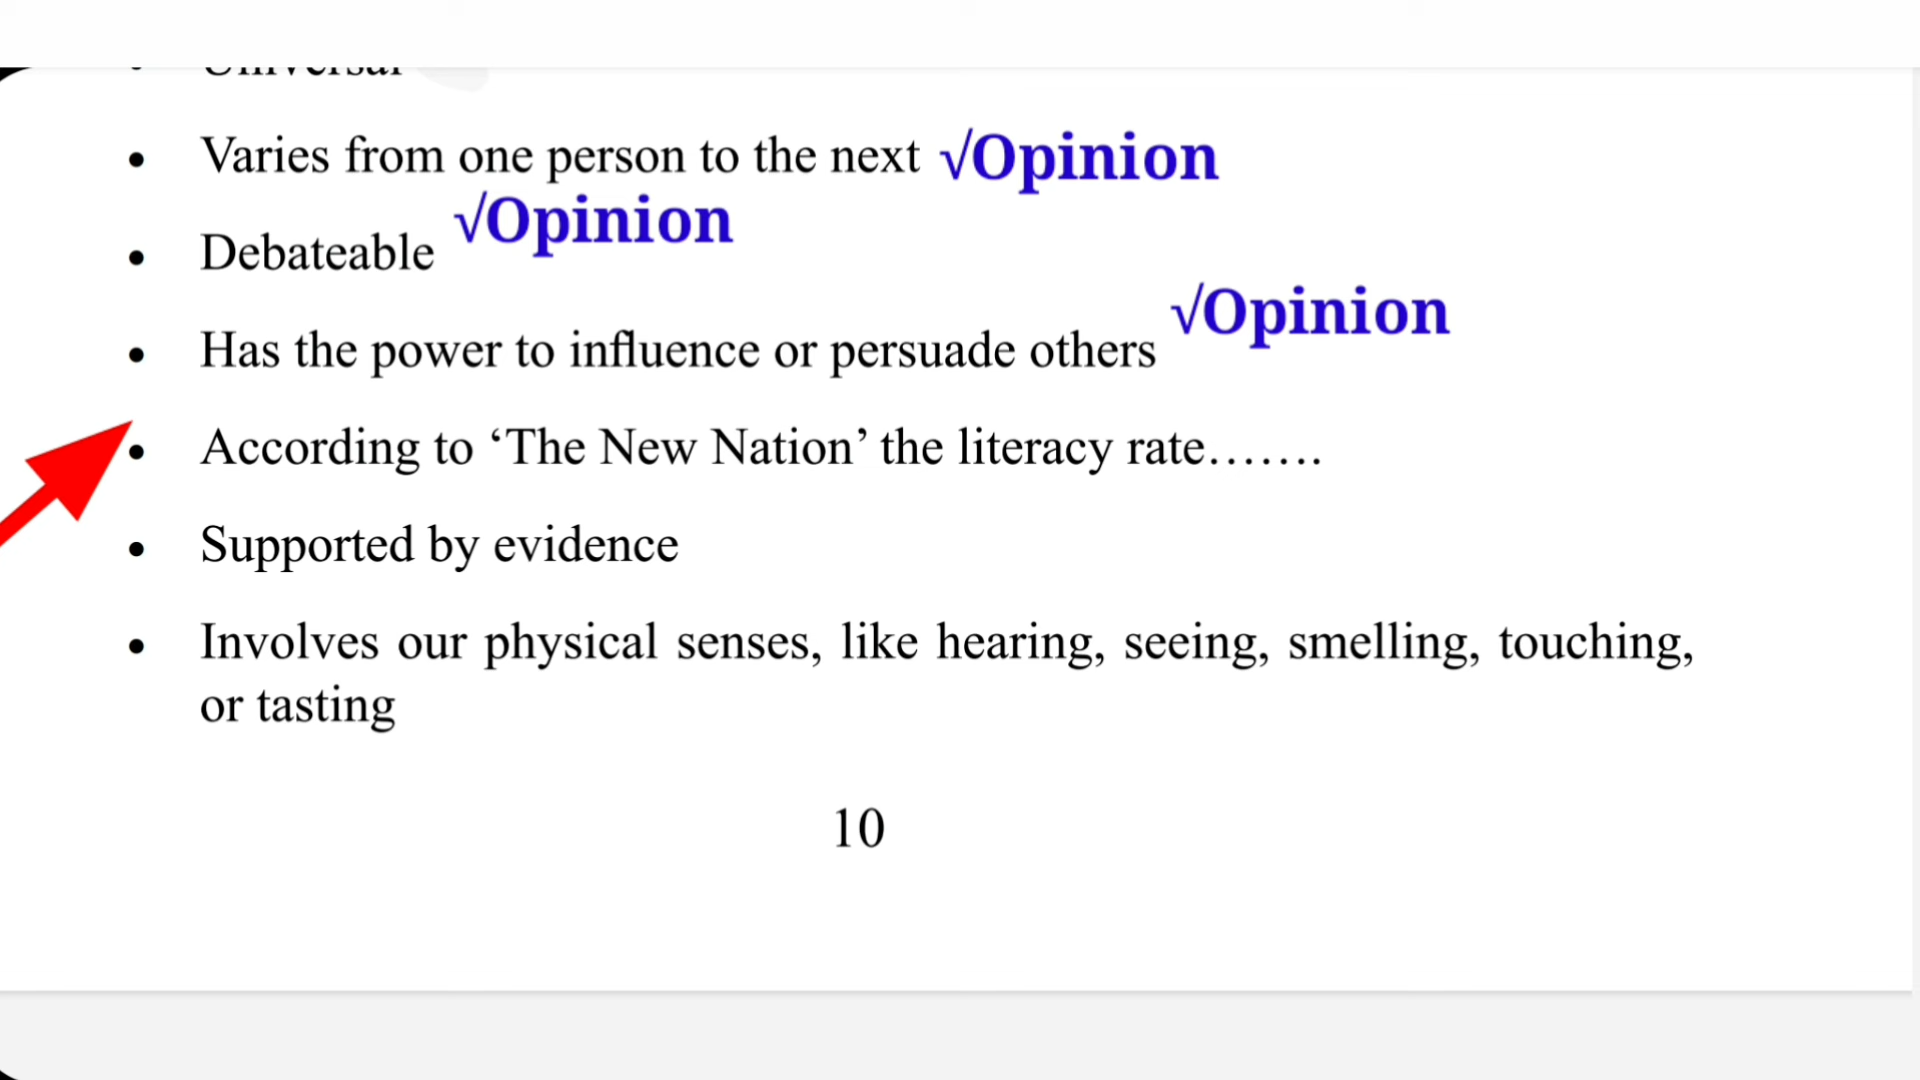 Universal
• Varies from one person to the next √Opinion
• Debateable √Opinion
• Has the power to influence or persuade others √Opinion
• According to ‘The New Nation’ the literacy rate…….
• Supported by evidence
• Involves our physical senses, like hearing, seeing, smelling, touching,
or tasting
10